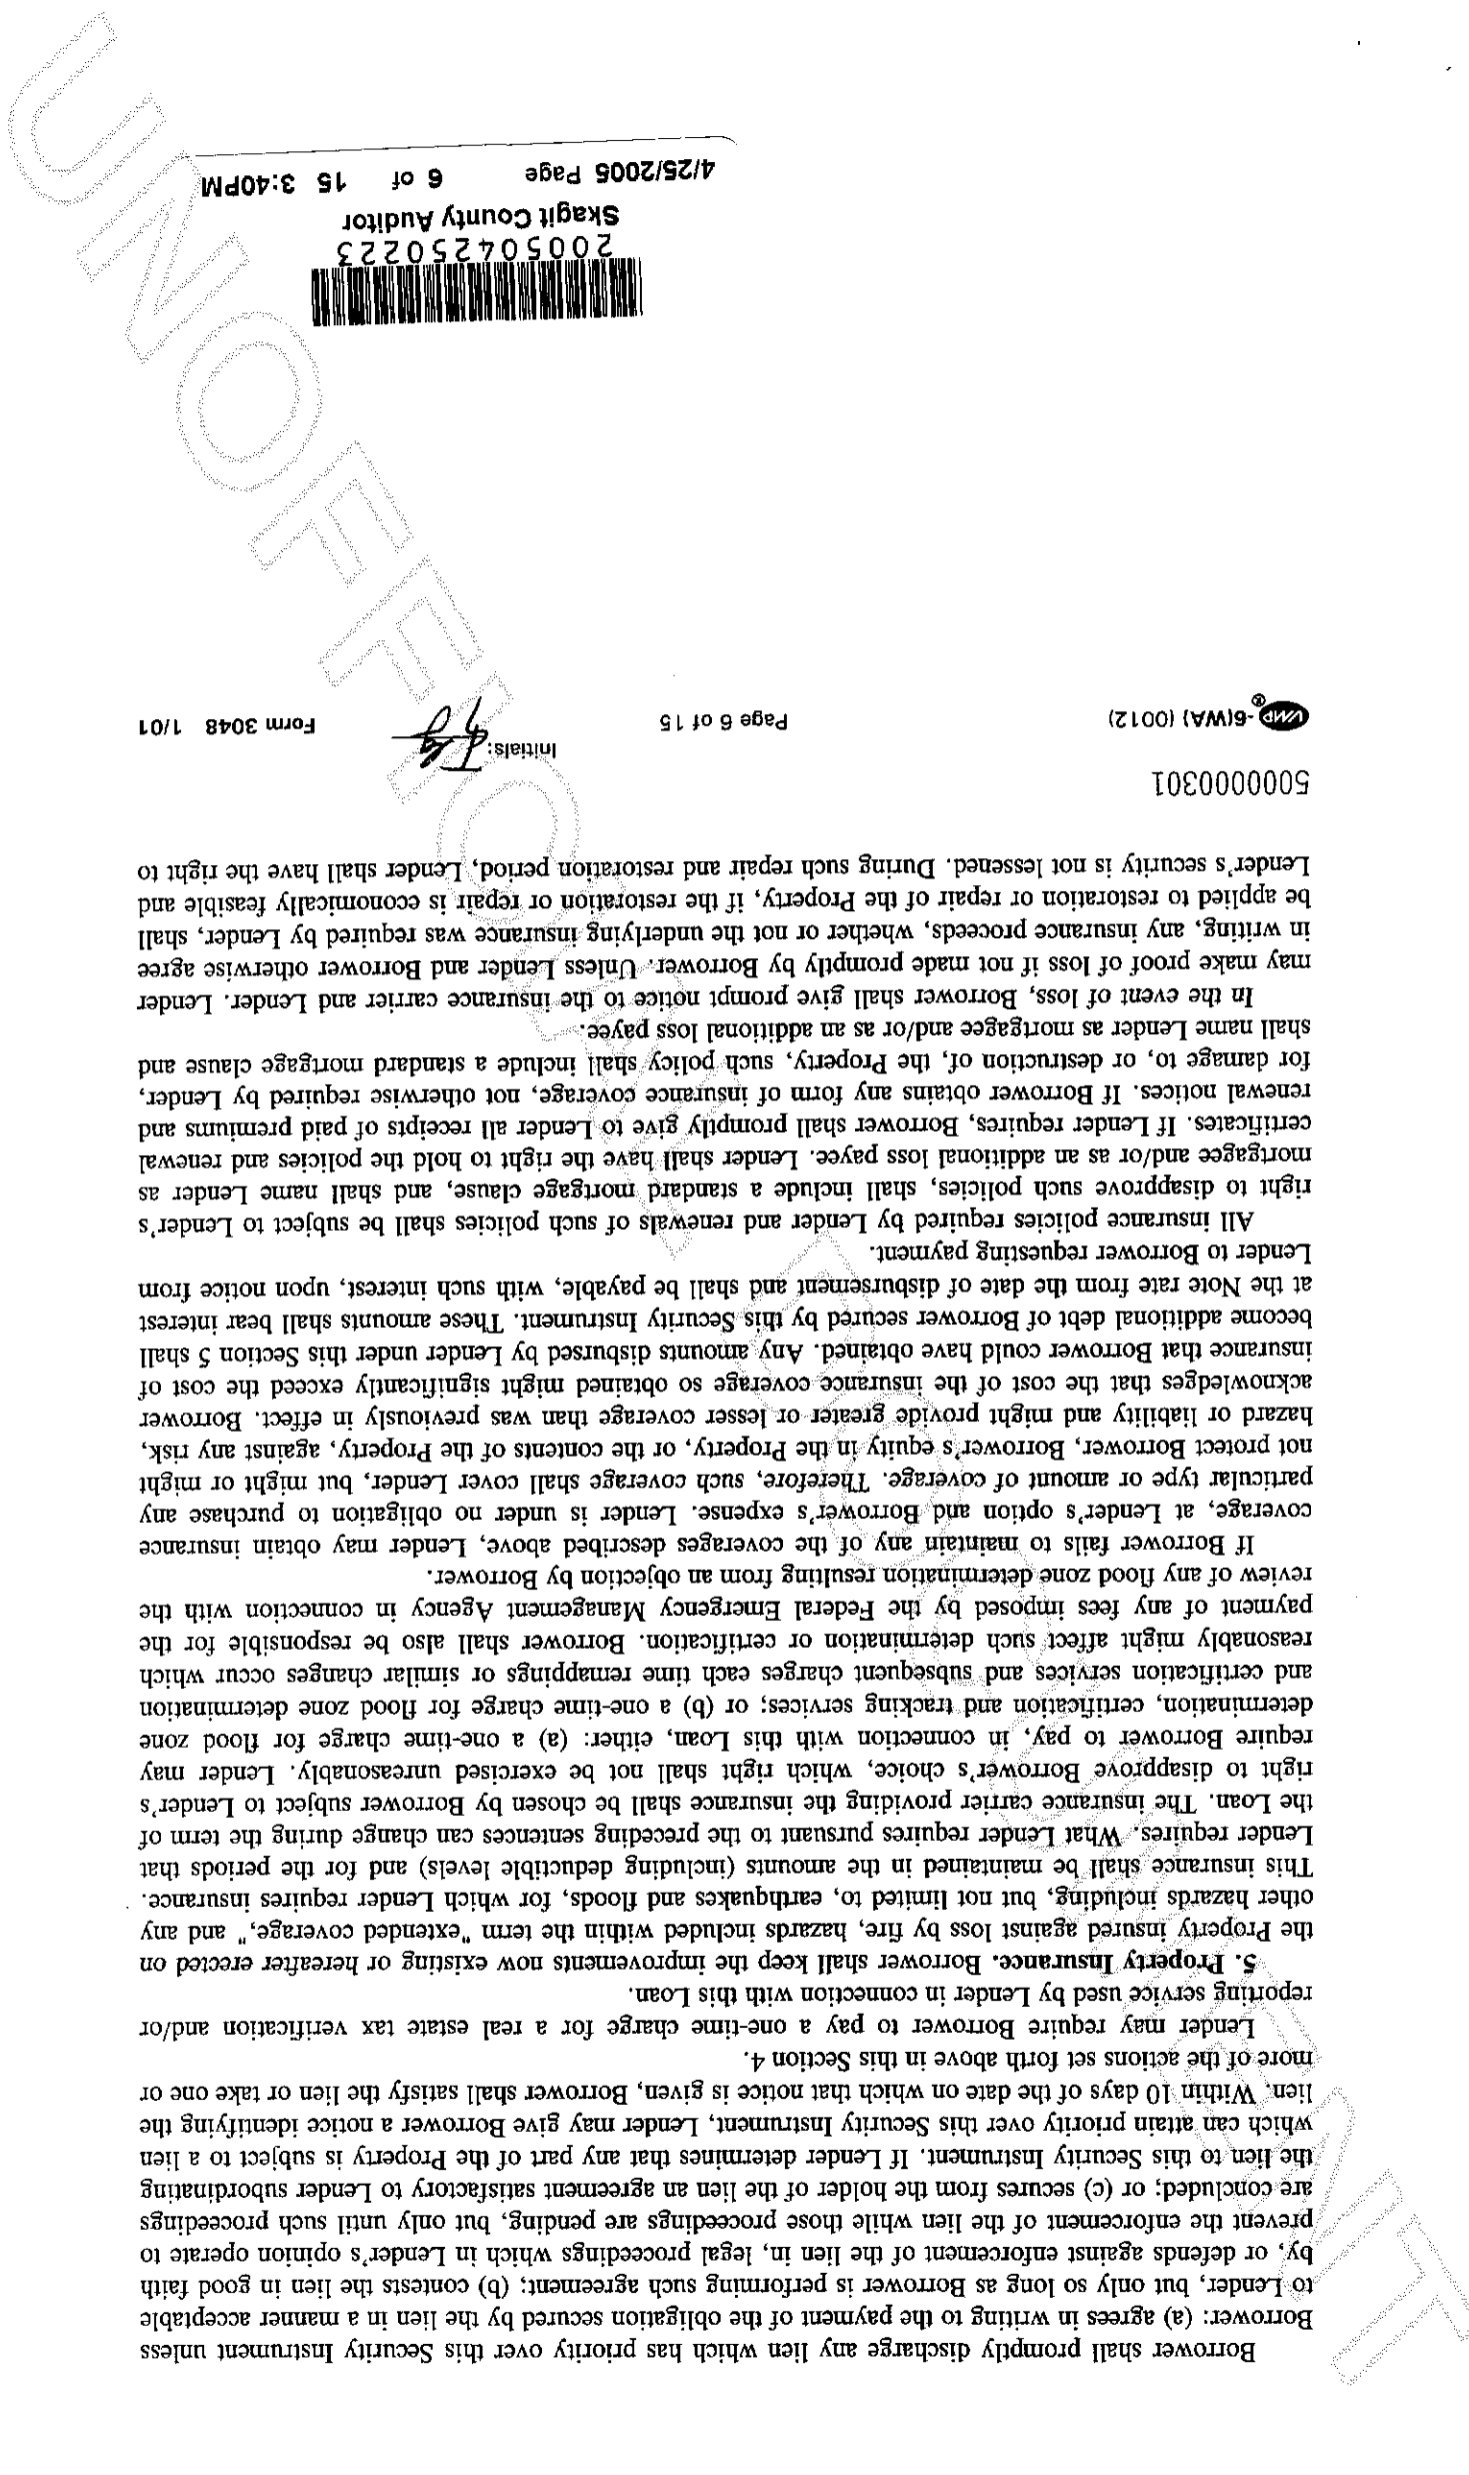 Borrower shall promptly discharge any lien which has priority over this Security Instrument unless
Borrower: (a) agrees in writing to the payment of the obligation secured by the lien in a manner acceptable
to Lender, but only so long as Borrower is performing such agreement; (b) contests the lien in good faith
by, or defends against enforcement of the lien in, legal proceedings which in Lender's opinion operate to
prevent the enforcement of the lien while those proceedings are pending, but only until such proceedings
are concluded; or (c) secures from the holder of the lien an agreement satisfactory to Lender subordinating
the lien to this Security Instrument. If Lender determines that any part of the Property is subject to a lien
which can attain priority over this Security Instrument, Lender may give Borrower a notice identifying the
lien. Within 10 days of the date on which that notice is given, Borrower shall satisfy the lien or take one or
more of the actions set forth above in this Section 4.
Lender may require Borrower to pay a one-time charge for a real estate tax verification and/or
reporting service used by Lender in connection with this Loan.
5. Property Insurance. Borrower shall keep the improvements now existing or hereafter erected on
the Property insured against loss by fire, hazards included within the term "extended coverage," and any
other hazards including, but not limited to, earthquakes and floods, for which Lender requires insurance.
This insurance shall be maintained in the amounts (including deductible levels) and for the periods that
Lender requires. What Lender requires pursuant to the preceding sentences can change during the term of
the Loan. The insurance carrier providing the insurance shall be chosen by Borrower subject to Lender's
right to disapprove Borrower's choice, which right shall not be exercised unreasonably. Lender may
require Borrower to pay, in connection with this Loan, either: (a) a one-time charge for flood zone
determination, certification and tracking services; or (b) a one-time charge for flood zone determination
and certification services and subsequent charges each time remappings or similar changes occur which
reasonably might affect such determination or certification. Borrower shall also be responsible for the
payment of any fees imposed by the Federal Emergency Management Agency in connection with the
review of any flood zone determination resulting from an objection by Borrower.
If Borrower fails to maintain any of the coverages described above, Lender may obtain insurance
coverage, at Lender's option and Borrower's expense. Lender is under no obligation to purchase any
particular type or amount of coverage. Therefore, such coverage shall cover Lender, but might or might
not protect Borrower, Borrower's equity in the Property, or the contents of the Property, against any risk,
hazard or liability and might provide greater or lesser coverage than was previously in effect. Borrower
acknowledges that the cost of the insurance coverage so obtained might significantly exceed the cost of
insurance that Borrower could have obtained. Any amounts disbursed by Lender under this Section 5 shall
become additional debt of Borrower secured by this Security Instrument. These amounts shall bear interest
at the Note rate from the date of disbursement and shall be payable, with such interest, upon notice from
Lender to Borrower requesting payment.
All insurance policies required by Lender and renewals of such policies shall be subject to Lender's
right to disapprove such policies, shall include a standard mortgage clause, and shall name Lender as
mortgagee and/or as an additional loss payee. Lender shall have the right to hold the policies and renewal
certificates. If Lender requires, Borrower shall promptly give to Lender all receipts of paid premiums and
renewal notices. If Borrower obtains any form of insurance coverage, not otherwise required by Lender,
for damage to, or destruction of, the Property, such policy shall include a standard mortgage clause and
shall name Lender as mortgagee and/or as an additional loss payee.
In the event of loss, Borrower shall give prompt notice to the insurance carrier and Lender. Lender
may make proof of loss if not made promptly by Borrower. Unless Lender and Borrower otherwise agree
in writing, any insurance proceeds, whether or not the underlying insurance was required by Lender, shall
be applied to restoration or repair of the Property, if the restoration or repair is economically feasible and
Lender's security is not lessened. During such repair and restoration period, Lender shall have the right to
5000000301
Initials:
VMP®-6(WA) (0012) Page 6 of 15 Form 3048 1/01
200504250223
Skagit County Auditor
4/25/2005 Page 6 of 15 3:40PM
UNOFFICIAL DOCUMENT